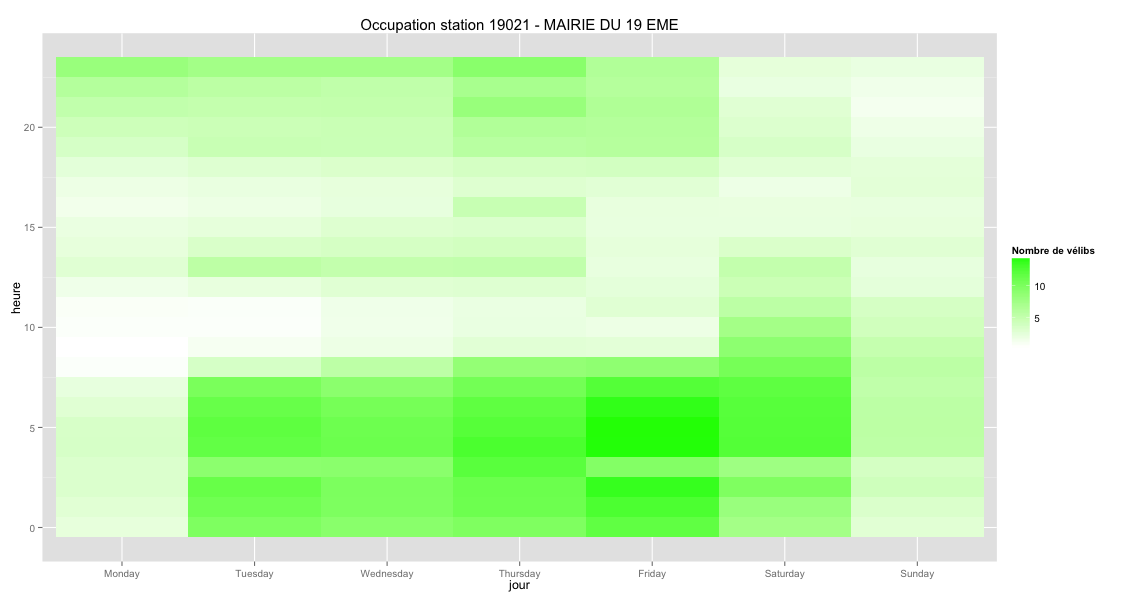 Occupation station 19021 - MAIRIE DU 19 EME
heure
20
15
10
5
0
Monday Tuesday Wednesday Thursday Friday Saturday Sunday
jour
Nombre de vélibs
10
5